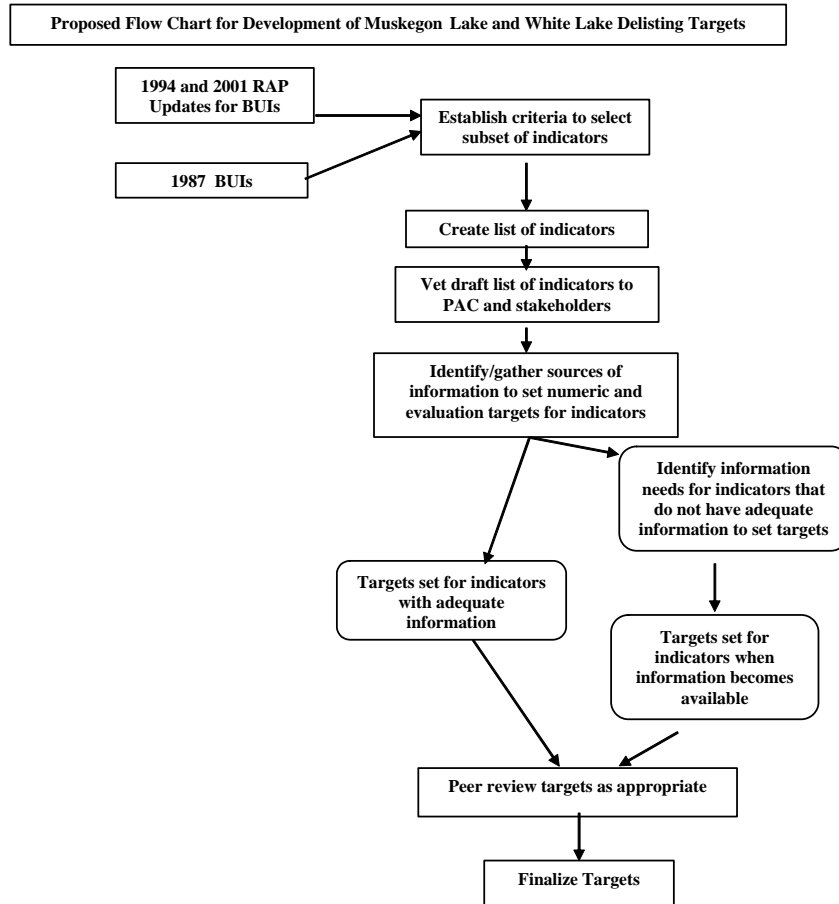 Proposed Flow Chart for Development of Muskegon Lake and White Lake Delisting Targets
1994 and 2001 RAP
Updates for BUIs
Establish criteria to select
subset of indicators
1987 BUIs
Create list of indicators
Vet draft list of indicators to
PAC and stakeholders
Identify/gather sources of
information to set numeric and
evaluation targets for indicators
Identify information
needs for indicators that
do not have adequate
information to set targets
Targets set for indicators
with adequate
information
Targets set for
indicators when
information becomes
available
Peer review targets as appropriate
Finalize Targets